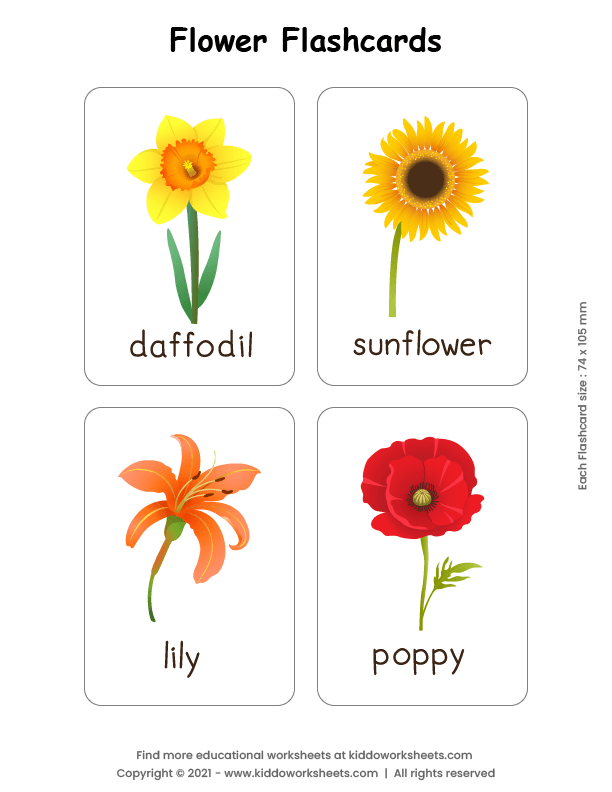 Flower Flashcards
daffodil
sunflower
lily
poppy
Each Flashcard size : 74 x 105 mm
Find more educational worksheets at kiddoworksheets.com
Copyright © 2021 - www.kiddoworksheets.com | All rights reserved